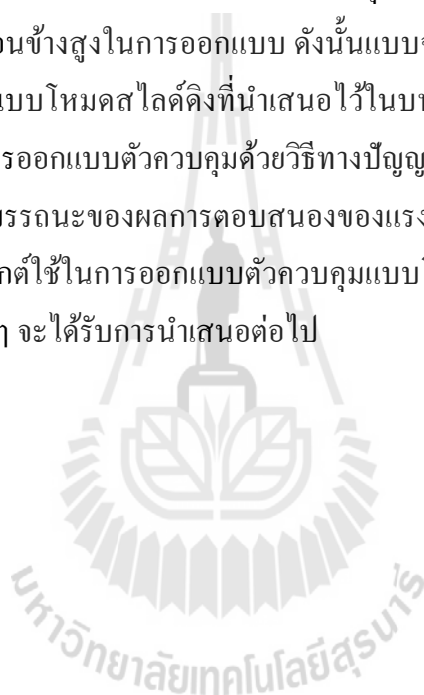 อนข้างสูงในการออกแบบ ดังนั้นแบบจ
แบบโหมดสไลด์ดิงที่นำเสนอไว้ในบท
รออกแบบตัวควบคุมด้วยวิธีทางปัญญ
รรถนะของผลการตอบสนองของแรง
กต์ใช้ในการออกแบบตัวควบคุมแบบโ
ๆ จะได้รับการนำเสนอต่อไป
มหาวิทยาลัยเทคโนโลยีสุรนารี